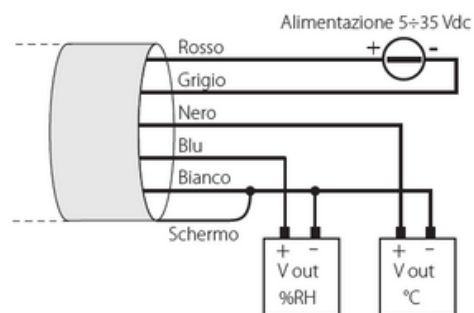 Alimentazione 5÷35 Vdc
Rosso + -
Grigio
Nero
Blu
Bianco
Schermo
+ - + -
V out V out
%RH °C